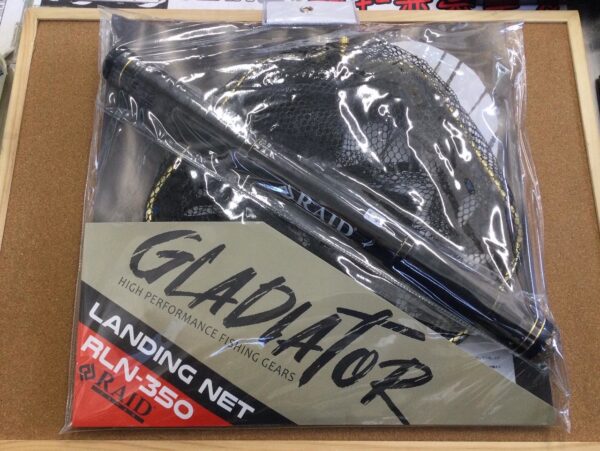 RAID
GLADIATOR
HIGH PERFORMANCE FISHING GEARS
LANDING NET
RLN-350
RAID